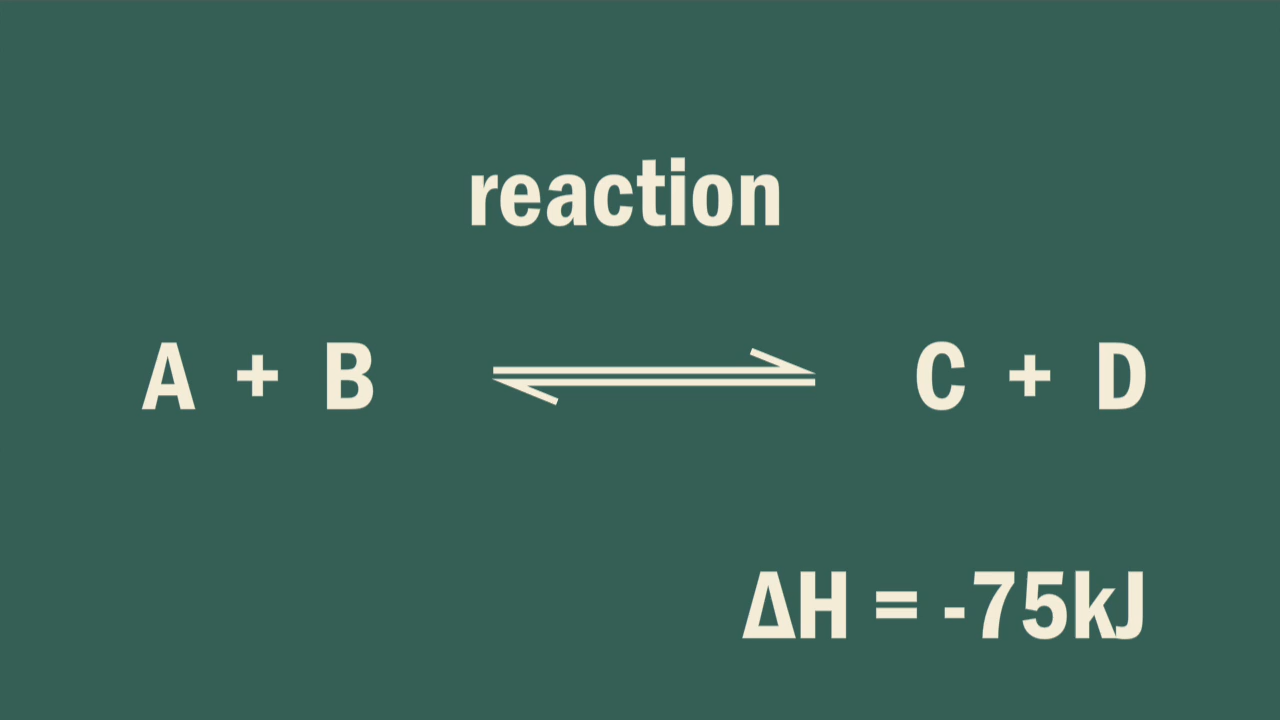 reaction
A + B ⇌ C + D
ΔH = -75kJ